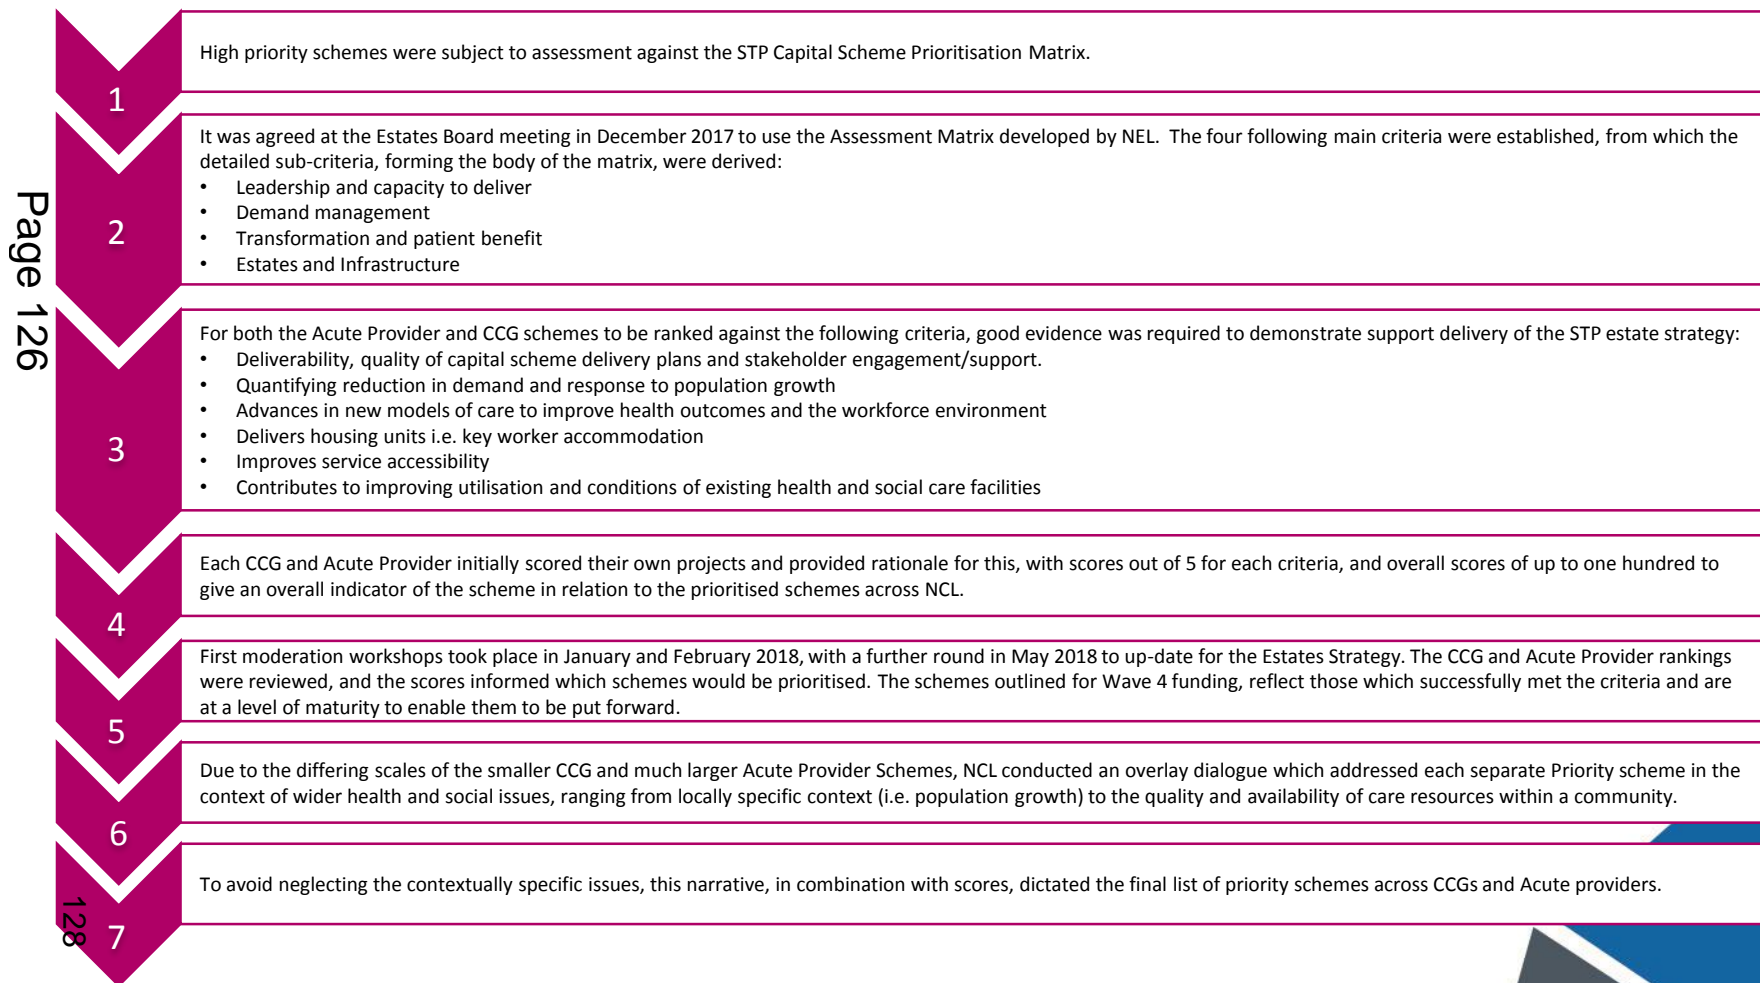 1
High priority schemes were subject to assessment against the STP Capital Scheme Prioritisation Matrix.
2
It was agreed at the Estates Board meeting in December 2017 to use the Assessment Matrix developed by NEL. The four following main criteria were established, from which the
detailed sub-criteria, forming the body of the matrix, were derived:
• Leadership and capacity to deliver
• Demand management
• Transformation and patient benefit
• Estates and Infrastructure
3
For both the Acute Provider and CCG schemes to be ranked against the following criteria, good evidence was required to demonstrate support delivery of the STP estate strategy:
• Deliverability, quality of capital scheme delivery plans and stakeholder engagement/support.
• Quantifying reduction in demand and response to population growth
• Advances in new models of care to improve health outcomes and the workforce environment
• Delivers housing units i.e. key worker accommodation
• Improves service accessibility
• Contributes to improving utilisation and conditions of existing health and social care facilities
4
Each CCG and Acute Provider initially scored their own projects and provided rationale for this, with scores out of 5 for each criteria, and overall scores of up to one hundred to
give an overall indicator of the scheme in relation to the prioritised schemes across NCL.
5
First moderation workshops took place in January and February 2018, with a further round in May 2018 to up-date for the Estates Strategy. The CCG and Acute Provider rankings
were reviewed, and the scores informed which schemes would be prioritised. The schemes outlined for Wave 4 funding, reflect those which successfully met the criteria and are
at a level of maturity to enable them to be put forward.
6
Due to the differing scales of the smaller CCG and much larger Acute Provider Schemes, NCL conducted an overlay dialogue which addressed each separate Priority scheme in the
context of wider health and social issues, ranging from locally specific context (i.e. population growth) to the quality and availability of care resources within a community.
7
To avoid neglecting the contextually specific issues, this narrative, in combination with scores, dictated the final list of priority schemes across CCGs and Acute providers.
Page 126
128